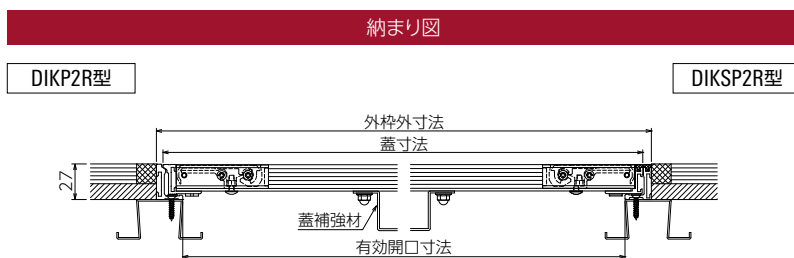 納まり図
DIKP2R型
DIKSP2R型
外枠外寸法
蓋寸法
27
蓋補強材
有効開口寸法